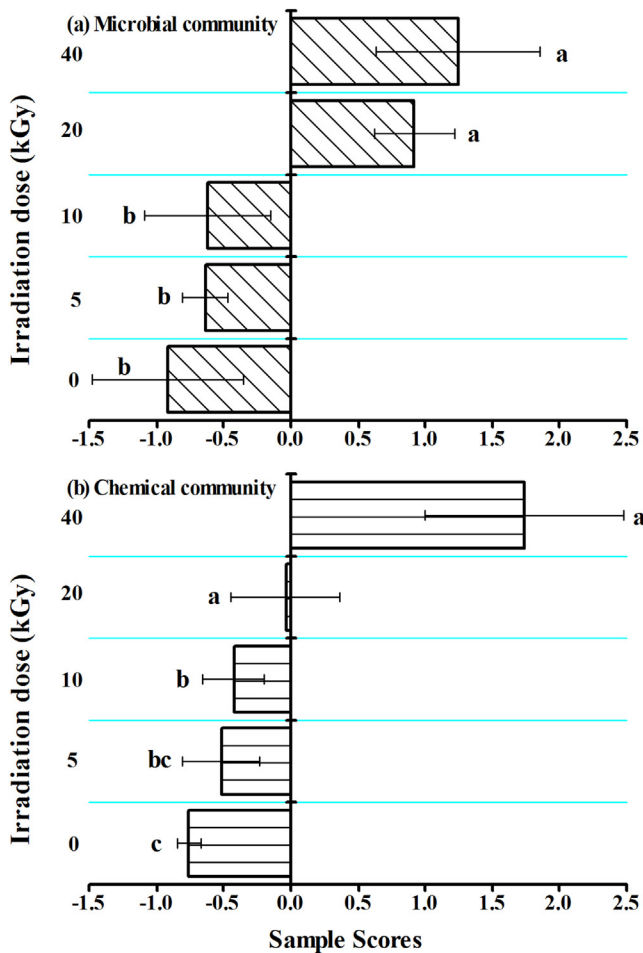 (a) Microbial community
Irradiation dose (kGy)
40
a
20
a
10
b
5
b
0
b
-1.5 -1.0 -0.5 0.0 0.5 1.0 1.5 2.0 2.5
(b) Chemical community
Irradiation dose (kGy)
40
a
20
a
10
b
5
bc
0
c
-1.5 -1.0 -0.5 0.0 0.5 1.0 1.5 2.0 2.5
Sample Scores